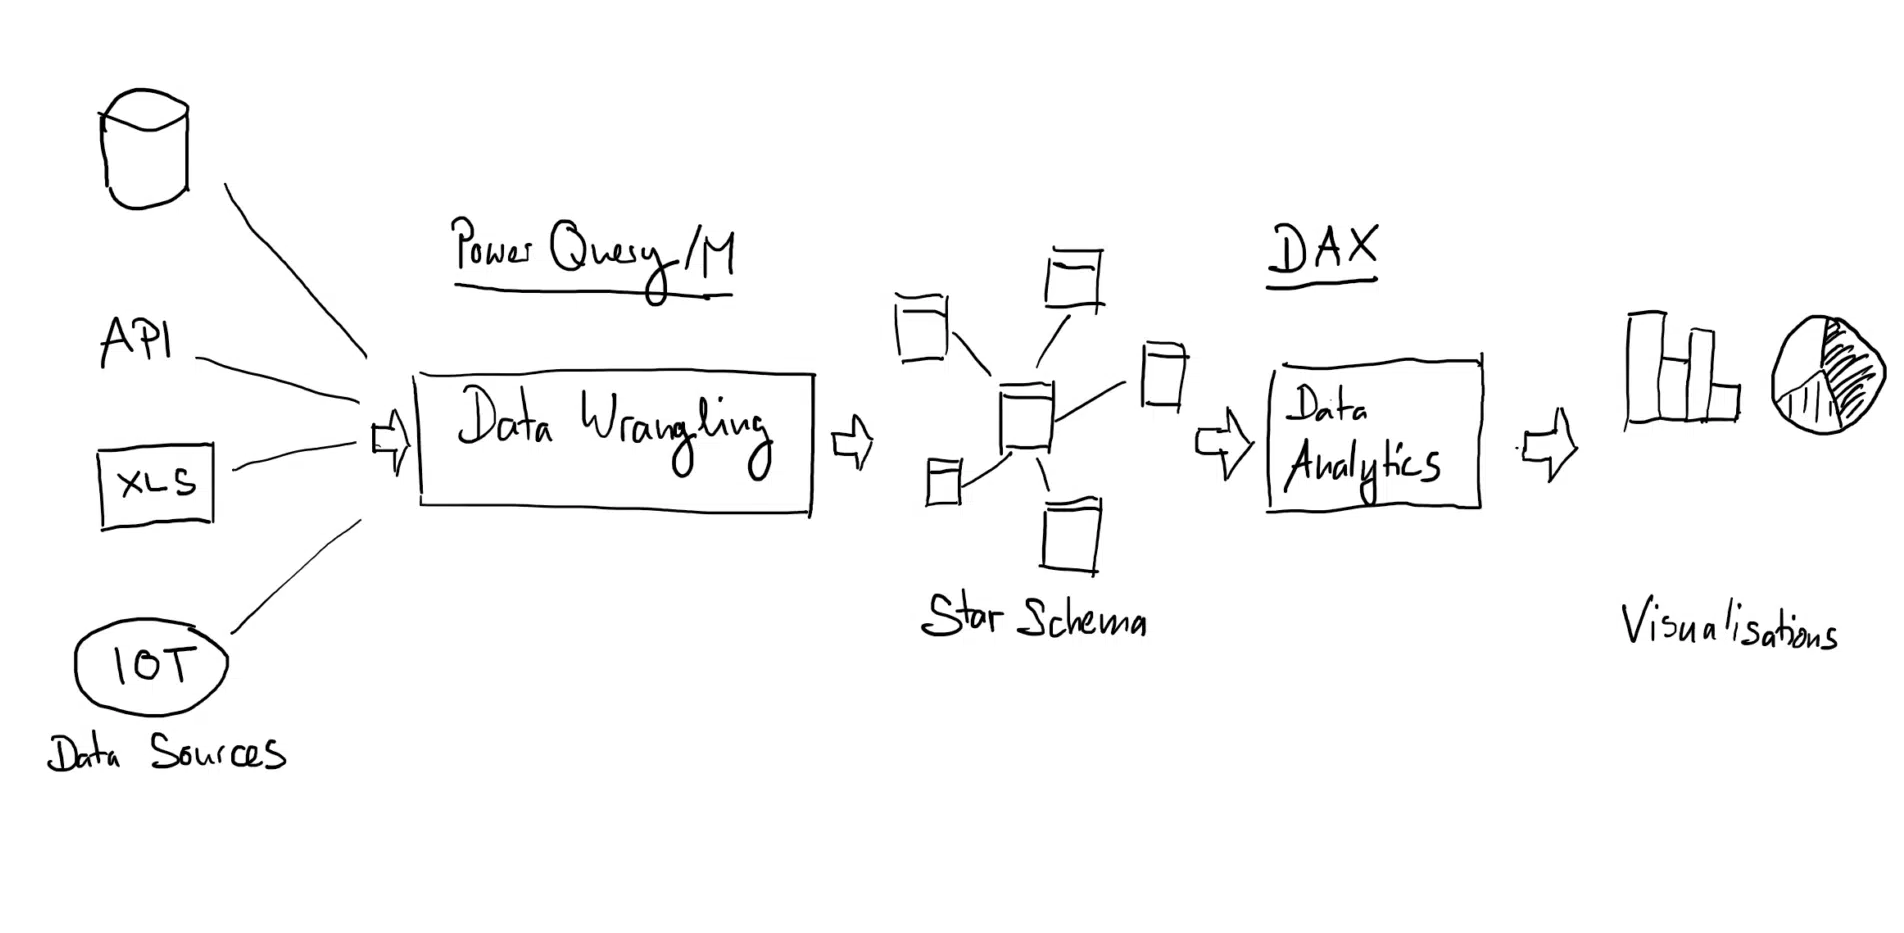 API
XLS
IOT
Data Sources
Power Query/M
Data Wrangling
Star Schema
DAX
Data
Analytics
Visualisations